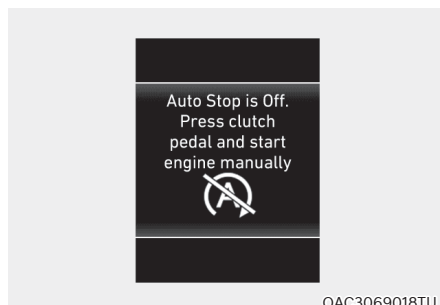 Auto Stop is Off.
Press clutch
pedal and start
engine manually
A
OAC3069018TU